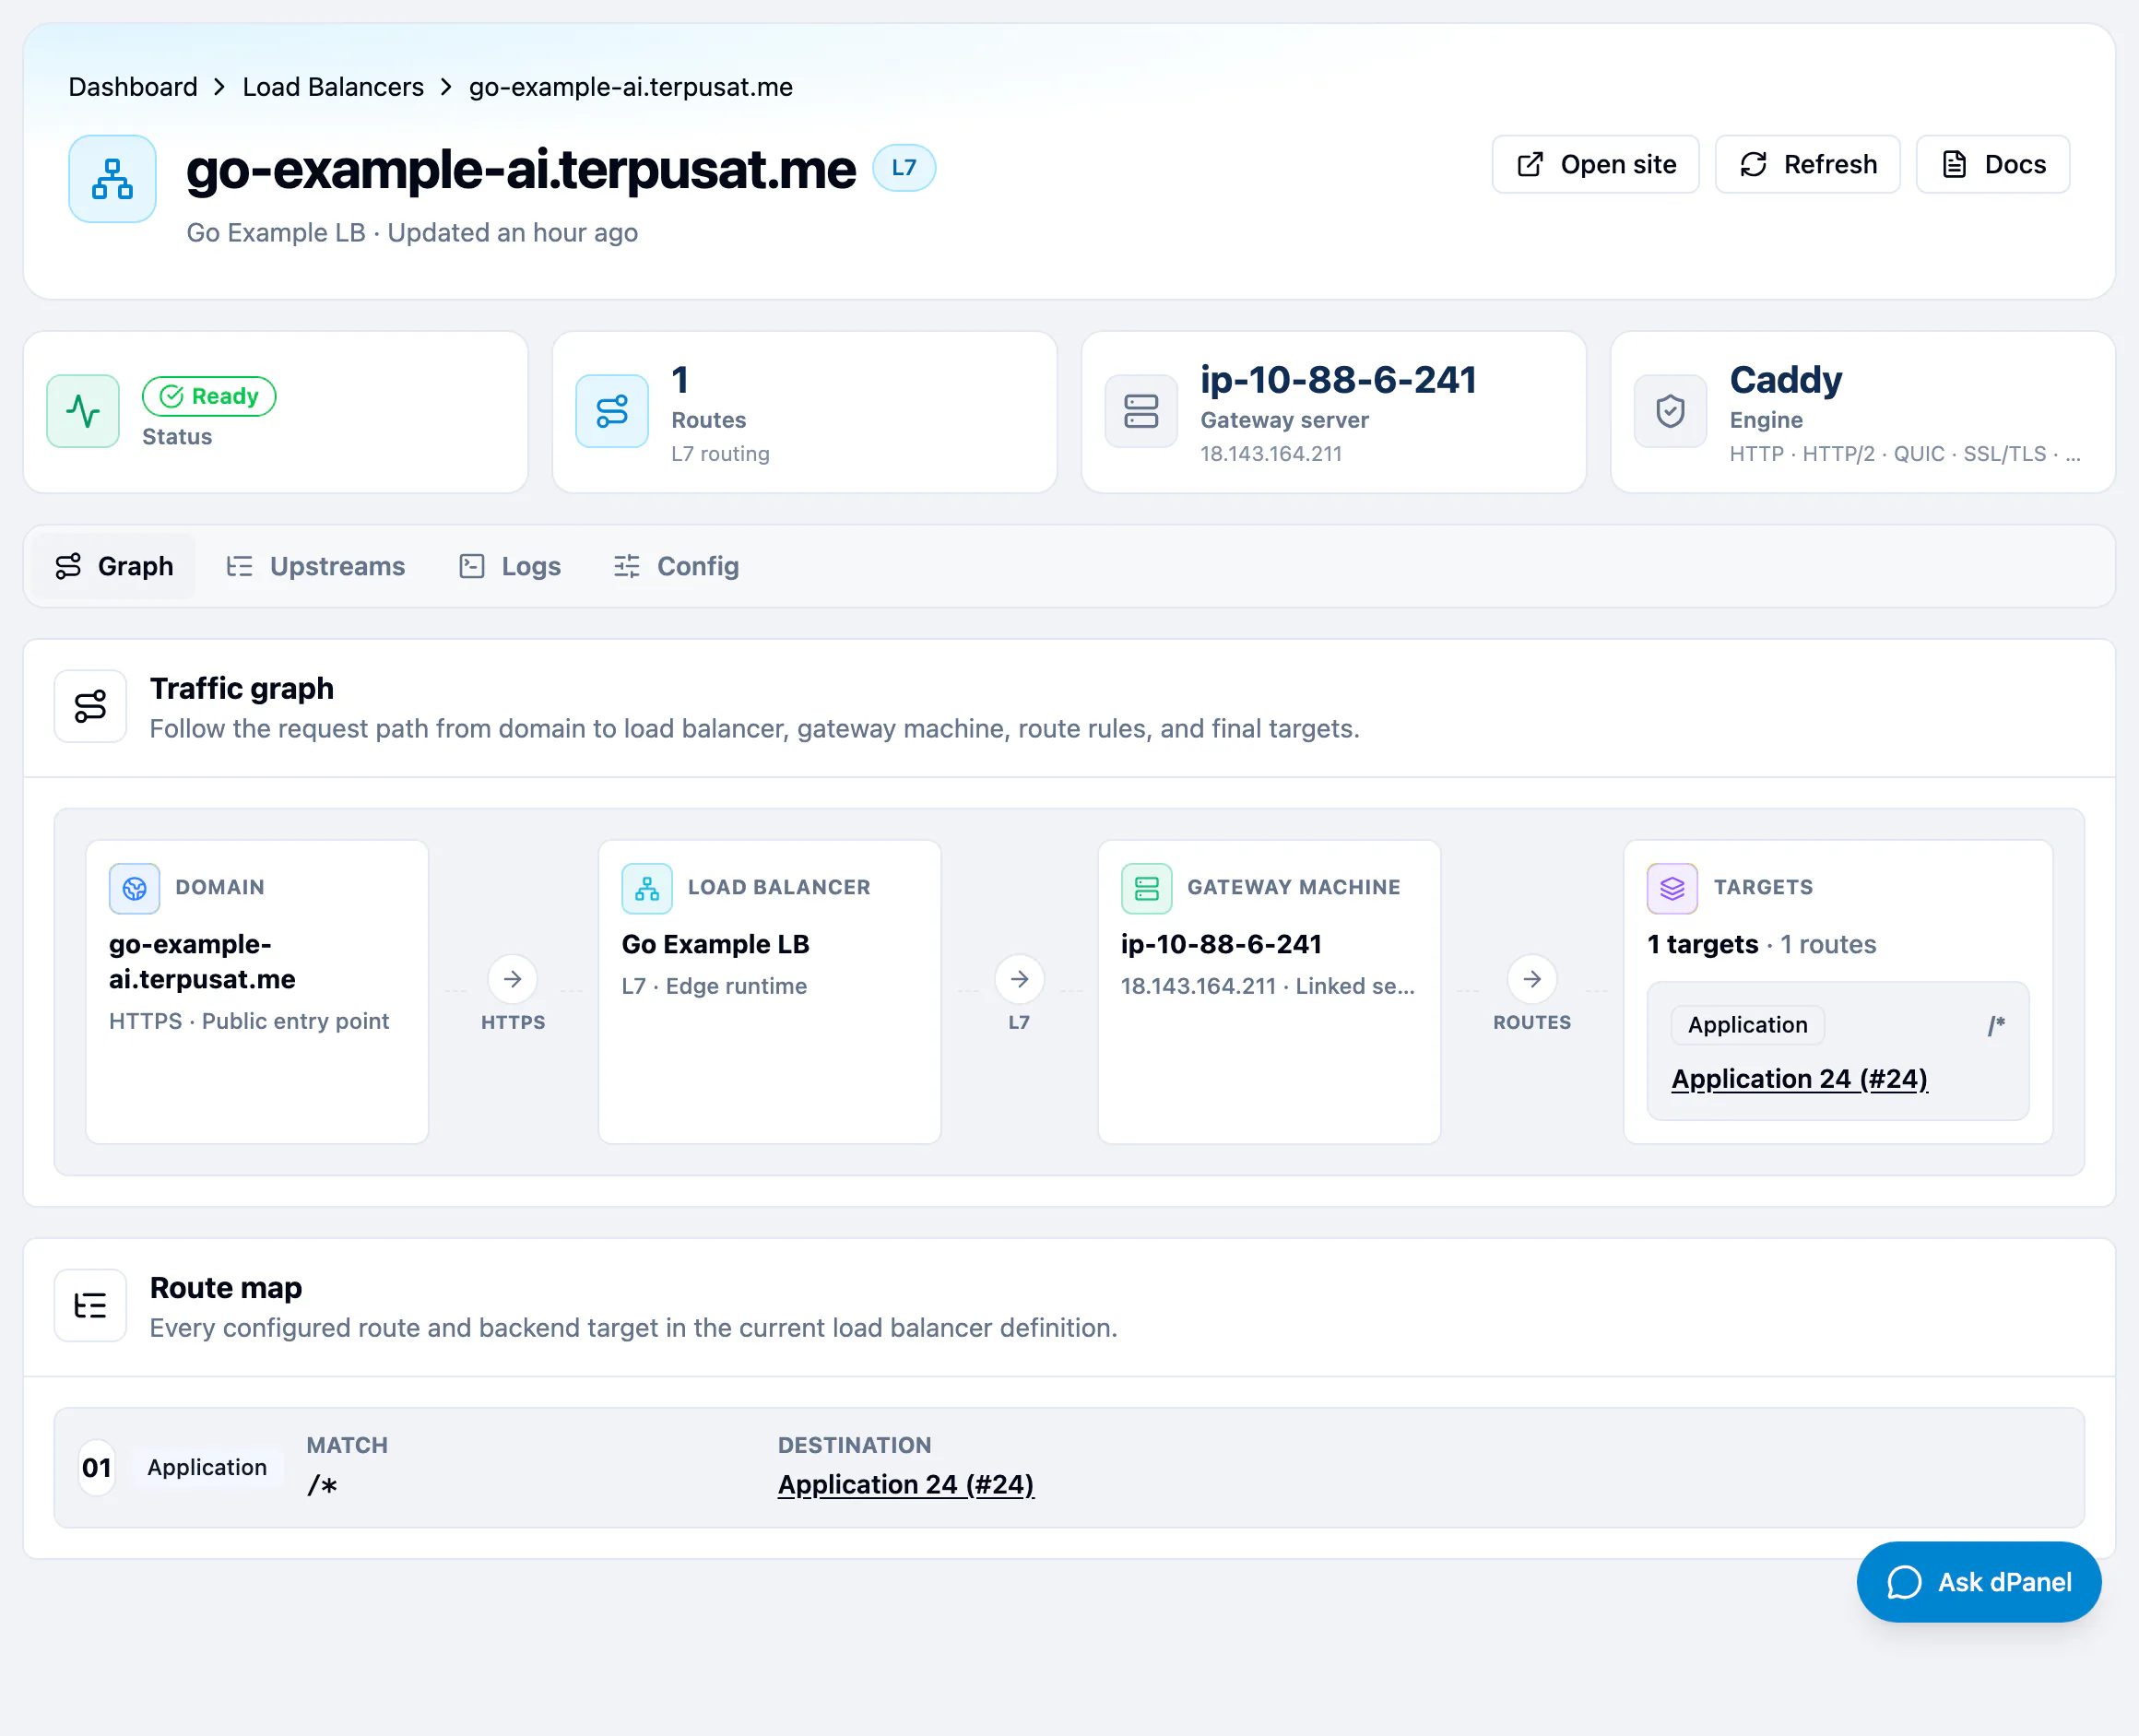 Dashboard > Load Balancers > go-example-ai.terpusat.me
go-example-ai.terpusat.me L7
Go Example LB · Updated an hour ago
Open site
Refresh
Docs
Ready
Status
1
Routes
L7 routing
ip-10-88-6-241
Gateway server
18.143.164.211
Caddy
Engine
HTTP · HTTP/2 · QUIC · SSL/TLS · ...
Graph
Upstreams
Logs
Config
Traffic graph
Follow the request path from domain to load balancer, gateway machine, route rules, and final targets.
DOMAIN
go-example-
ai.terpusat.me
HTTPS · Public entry point
HTTPS
LOAD BALANCER
Go Example LB
L7 · Edge runtime
L7
GATEWAY MACHINE
ip-10-88-6-241
18.143.164.211 · Linked se...
ROUTES
TARGETS
1 targets · 1 routes
Application /*
Application 24 (#24)
Route map
Every configured route and backend target in the current load balancer definition.
01
Application
MATCH
/*
DESTINATION
Application 24 (#24)
Ask dPanel